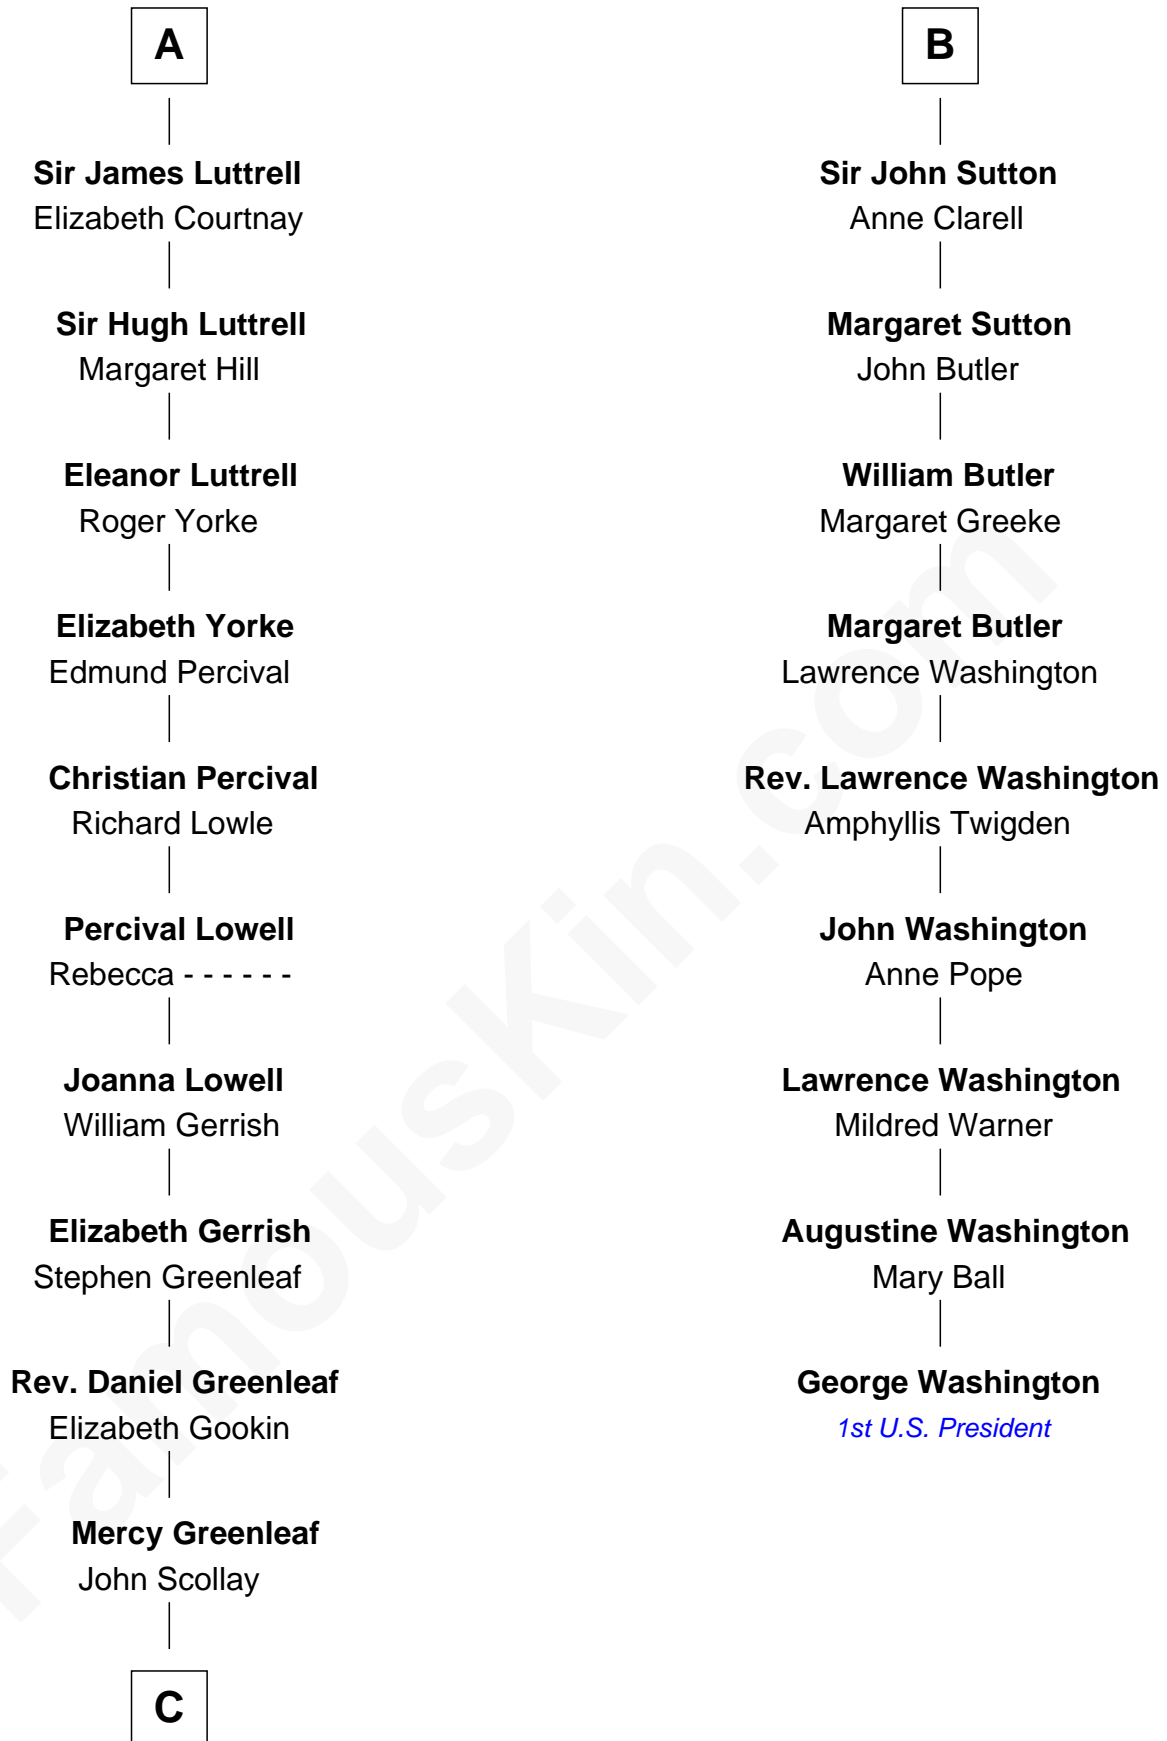 A
Sir James Luttrell
Elizabeth Courtnay
Sir Hugh Luttrell
Margaret Hill
Eleanor Luttrell
Roger Yorke
Elizabeth Yorke
Edmund Percival
Christian Percival
Richard Lowle
Percival Lowell
Rebecca - - - - - -
Joanna Lowell
William Gerrish
Elizabeth Gerrish
Stephen Greenleaf
Rev. Daniel Greenleaf
Elizabeth Gookin
Mercy Greenleaf
John Scollay
C
B
Sir John Sutton
Anne Clarell
Margaret Sutton
John Butler
William Butler
Margaret Greeke
Margaret Butler
Lawrence Washington
Rev. Lawrence Washington
Amphyllis Twigden
John Washington
Anne Pope
Lawrence Washington
Mildred Warner
Augustine Washington
Mary Ball
George Washington
1st U.S. President
FamousKin.com